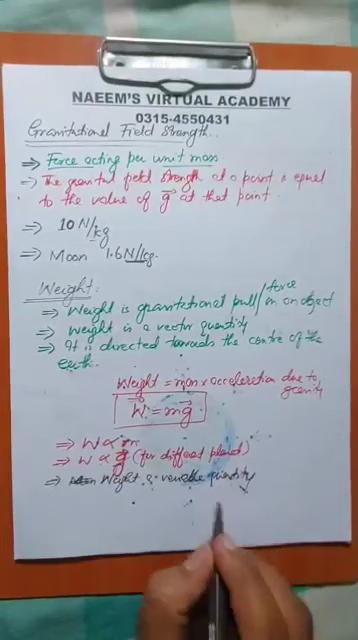 NAEEM'S VIRTUAL ACADEMY
0315-4550431
Gravitational Field Strength.
⇒ Force acting per unit mass
⇒ The gravital field strength at a point is equal
to the value of g⃗ at that point.
⇒ 10 N/kg
⇒ Moon 1.6 N/kg.
Weight:
⇒ Weight is gravitational pull/force on an object
⇒ Weight is a vector quantity
⇒ It is directed towards the centre of the
earth.
Weight = mass x acceleration due to
gravity
W⃗ = mg⃗
⇒ W ∝ m
⇒ W ∝ g (for different planet)
⇒ Weight is variable quantity